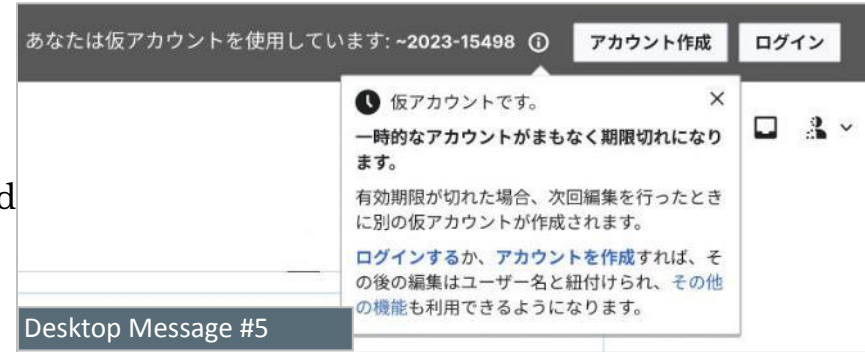 あなたは仮アカウントを使用しています: ~2023-15498
アカウント作成
ログイン
仮アカウントです。
一時的なアカウントがまもなく期限切れになり
ます。
有効期限が切れた場合、次回編集を行ったとき
に別の仮アカウントが作成されます。
ログインするか、アカウントを作成すれば、そ
の後の編集はユーザー名と紐付けられ、その他
の機能も利用できるようになります。
d
Desktop Message #5